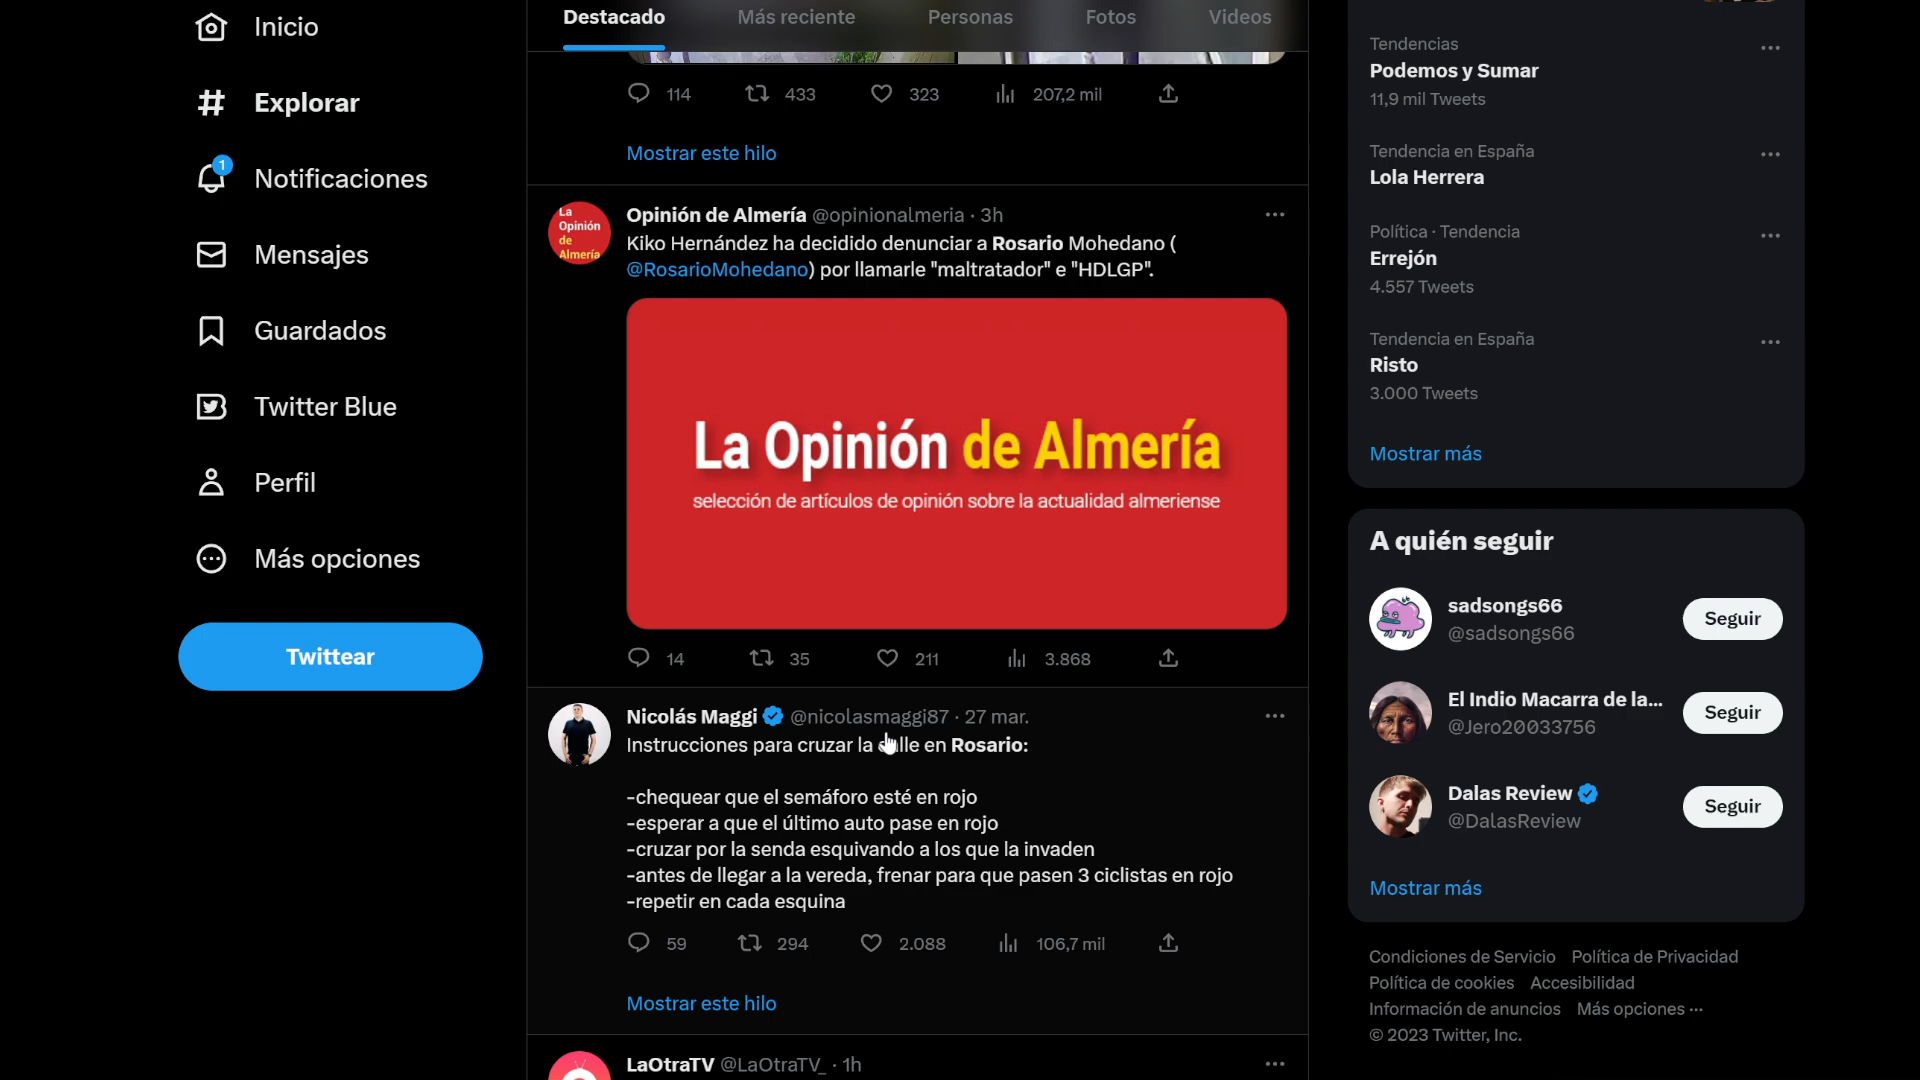 Inicio
Explorar
1
Notificaciones
Mensajes
Guardados
Twitter Blue
Perfil
Más opciones
Twittear
Destacado Más reciente Personas Fotos Videos
114 433 323 207,2 mil
Mostrar este hilo
La
Opinión
de
Almería
Opinión de Almería @opinionalmeria · 3h
Kiko Hernández ha decidido denunciar a Rosario Mohedano (
@RosarioMohedano) por llamarle "maltratador" e "HDLGP".
La Opinión de Almería
selección de artículos de opinión sobre la actualidad almeriense
14 35 211 3.868
Nicolás Maggi @nicolasmaggi87 · 27 mar.
Instrucciones para cruzar la calle en Rosario:
-chequear que el semáforo esté en rojo
-esperar a que el último auto pase en rojo
-cruzar por la senda esquivando a los que la invaden
-antes de llegar a la vereda, frenar para que pasen 3 ciclistas en rojo
-repetir en cada esquina
59 294 2.088 106,7 mil
Mostrar este hilo
LaOtraTV @LaOtraTV_ · 1h
Tendencias
Podemos y Sumar
11,9 mil Tweets
Tendencia en España
Lola Herrera
Política · Tendencia
Errejón
4.557 Tweets
Tendencia en España
Risto
3.000 Tweets
Mostrar más
A quién seguir
sadsongs66
@sadsongs66
Seguir
El Indio Macarra de la...
@Jero20033756
Seguir
Dalas Review
@DalasReview
Seguir
Mostrar más
Condiciones de Servicio Política de Privacidad
Política de cookies Accesibilidad
Información de anuncios Más opciones ···
© 2023 Twitter, Inc.